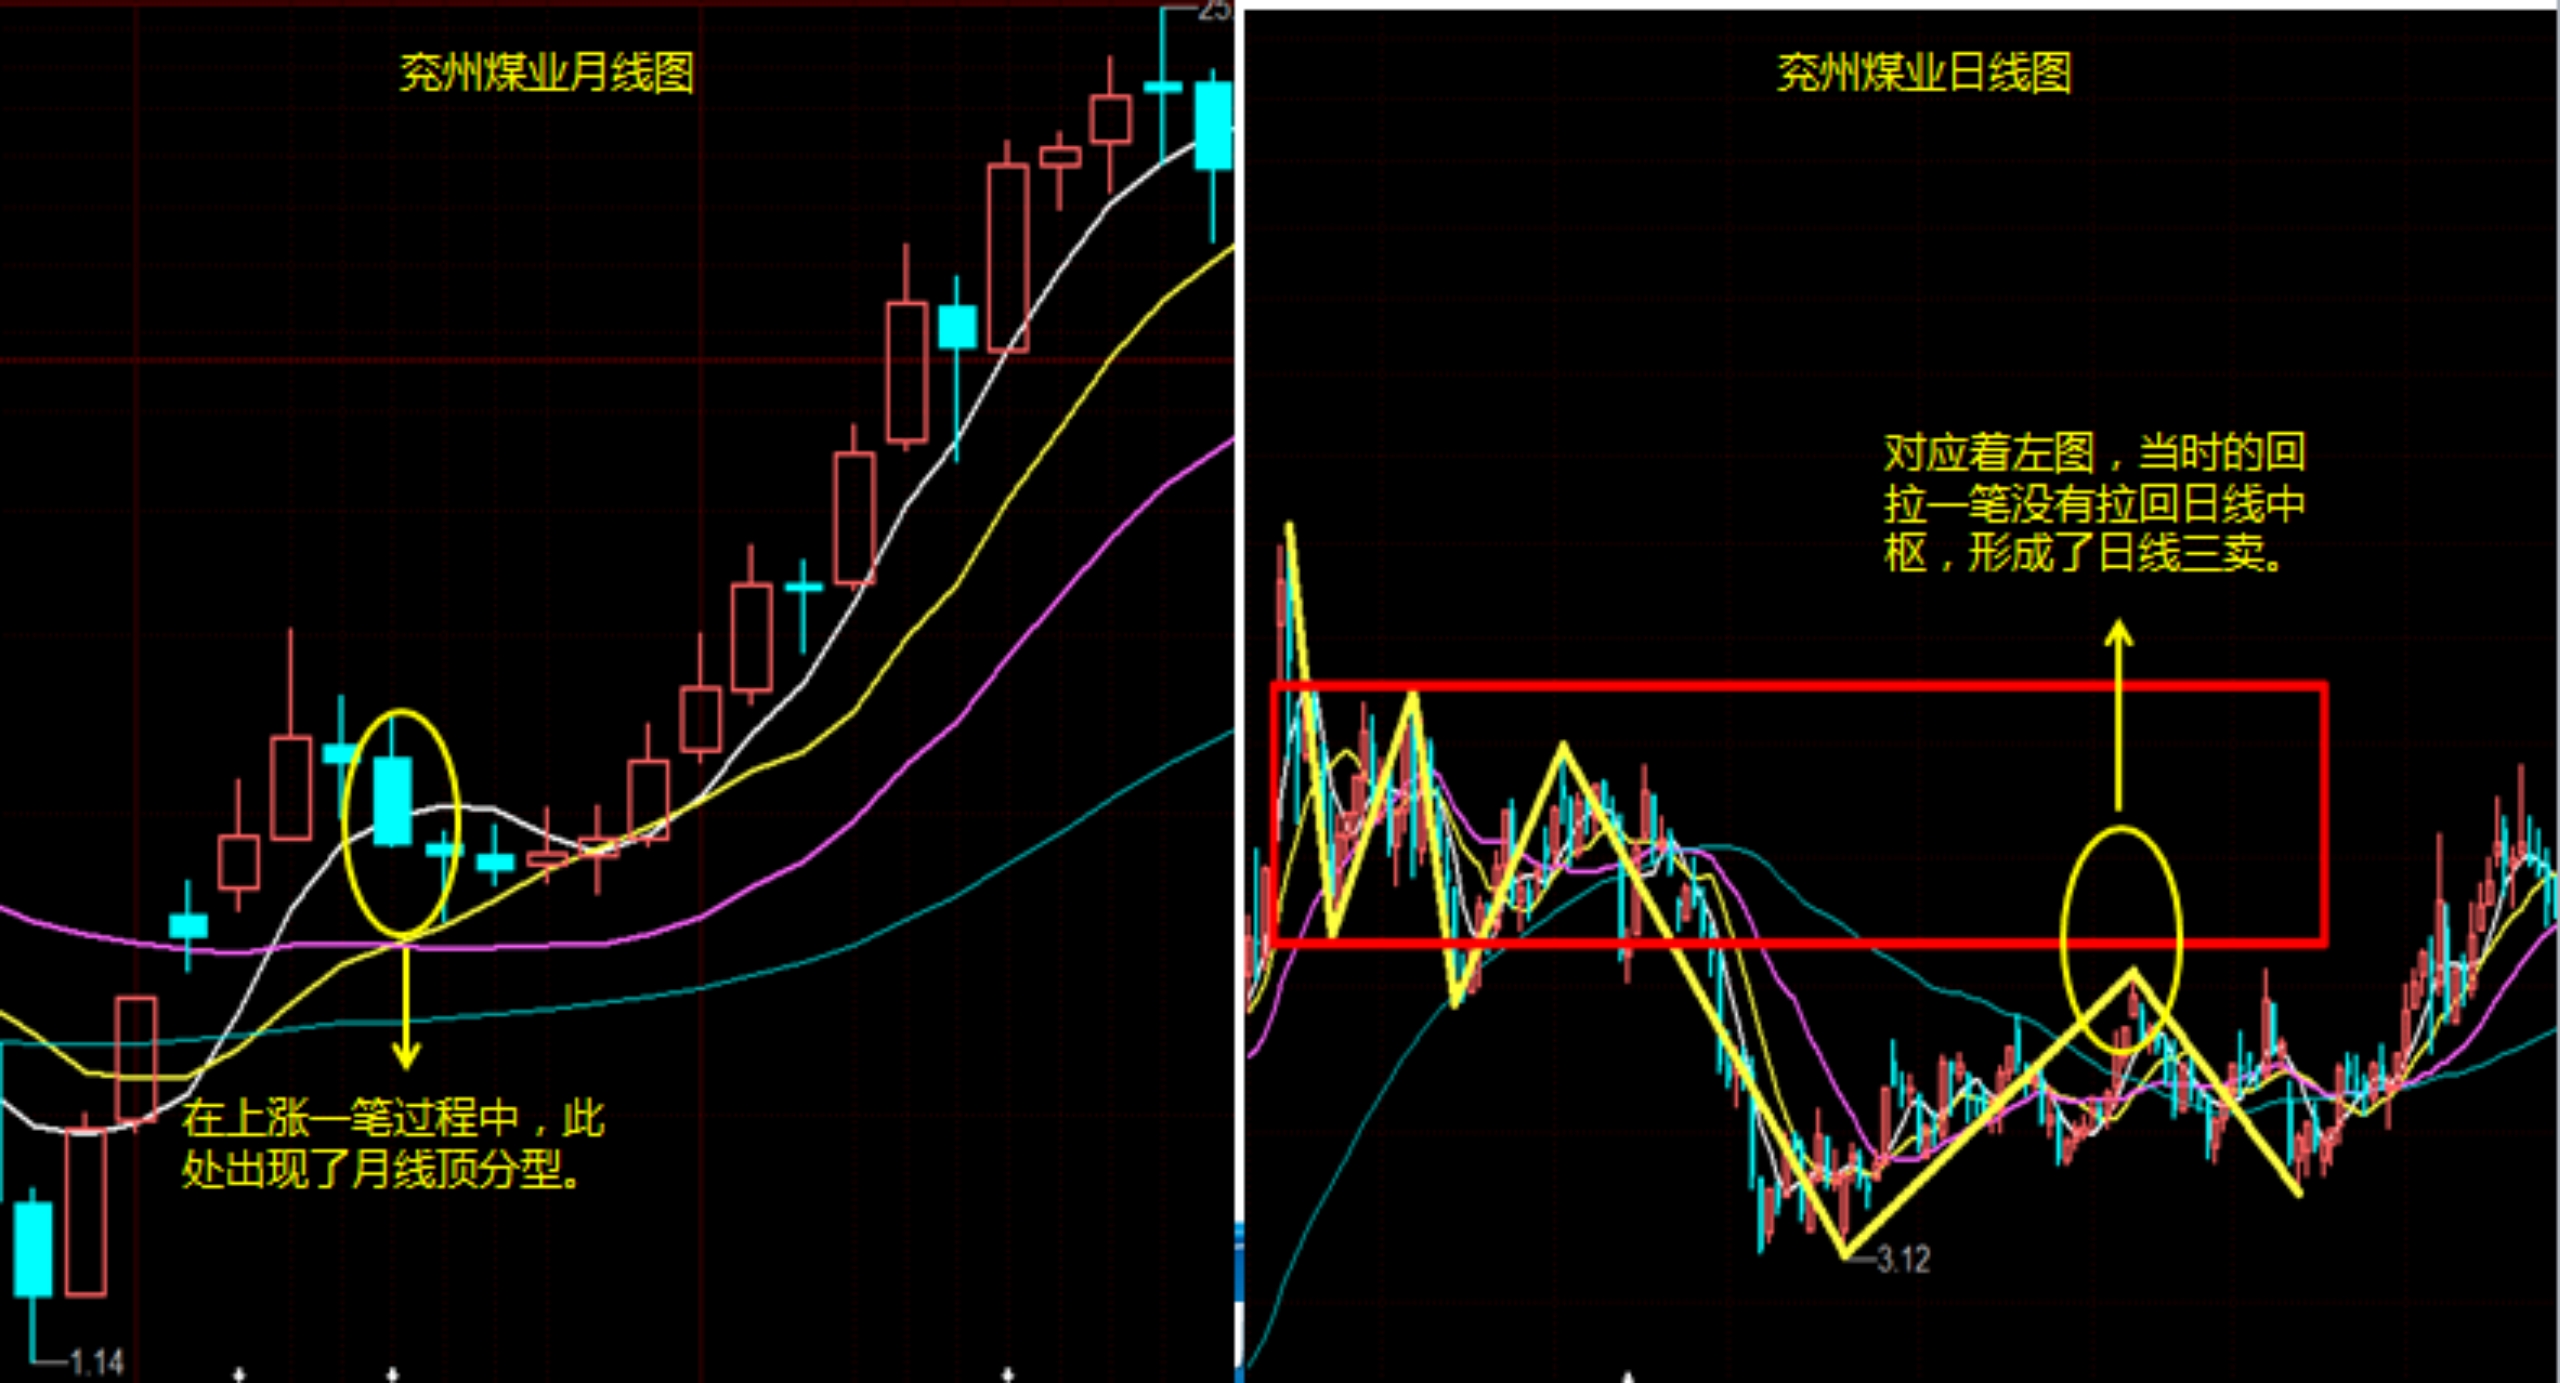 兖州煤业月线图
在上涨一笔过程中，此
处出现了月线顶分型。
1.14
兖州煤业日线图
对应着左图，当时的回
拉一笔没有拉回日线中
枢，形成了日线三卖。
3.12